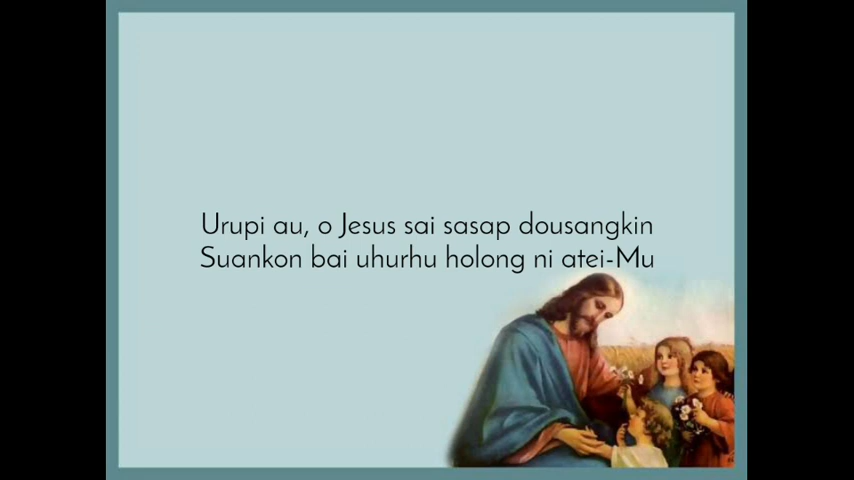 Urupi au, o Jesus sai sasap dousangkin
Suankon bai uhurhu holong ni atei-Mu